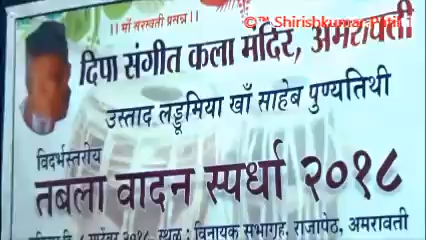 ©™ Shirishkumar Patil
।। माँ सरस्वती प्रसन्न ।।
दिपा संगीत कला मंदिर, अमरावती
उस्ताद लड्डूमिया खाँ साहेब पुण्यतिथी
विदर्भस्तरीय
तबला वादन स्पर्धा २०१८
२०१८, स्थळ : विनायक सभागृह, राजापेठ, अमरावती